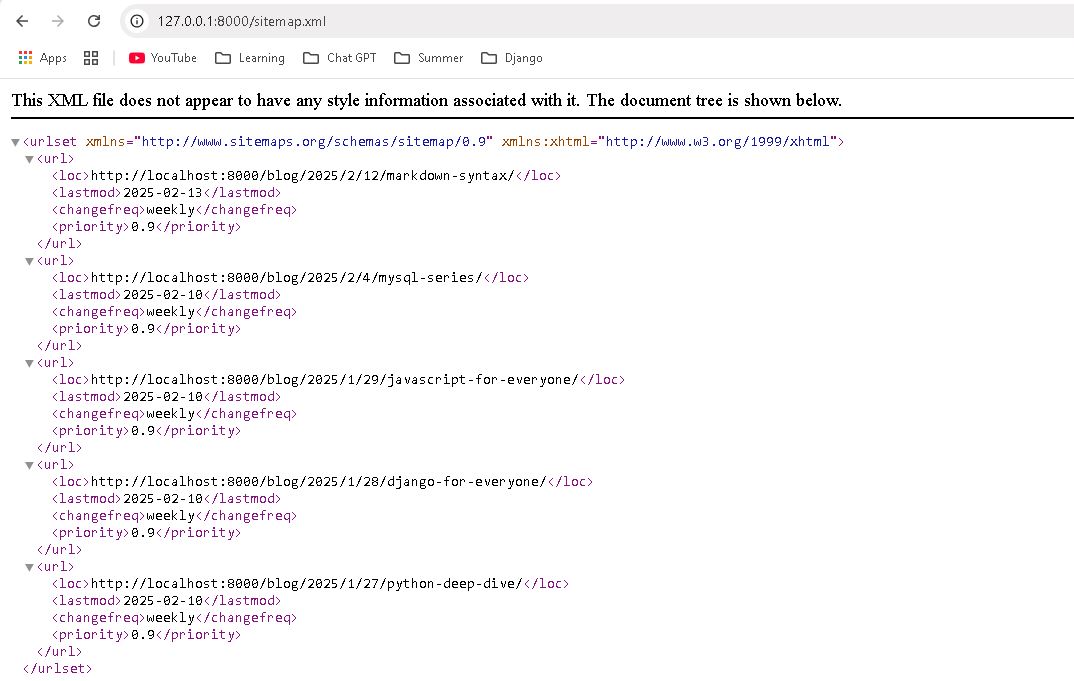 127.0.0.1:8000/sitemap.xml
Apps YouTube Learning Chat GPT Summer Django
This XML file does not appear to have any style information associated with it. The document tree is shown below.
▼<urlset xmlns="http://www.sitemaps.org/schemas/sitemap/0.9" xmlns:xhtml="http://www.w3.org/1999/xhtml">
▼<url>
<loc>http://localhost:8000/blog/2025/2/12/markdown-syntax/</loc>
<lastmod>2025-02-13</lastmod>
<changefreq>weekly</changefreq>
<priority>0.9</priority>
</url>
▼<url>
<loc>http://localhost:8000/blog/2025/2/4/mysql-series/</loc>
<lastmod>2025-02-10</lastmod>
<changefreq>weekly</changefreq>
<priority>0.9</priority>
</url>
▼<url>
<loc>http://localhost:8000/blog/2025/1/29/javascript-for-everyone/</loc>
<lastmod>2025-02-10</lastmod>
<changefreq>weekly</changefreq>
<priority>0.9</priority>
</url>
▼<url>
<loc>http://localhost:8000/blog/2025/1/28/django-for-everyone/</loc>
<lastmod>2025-02-10</lastmod>
<changefreq>weekly</changefreq>
<priority>0.9</priority>
</url>
▼<url>
<loc>http://localhost:8000/blog/2025/1/27/python-deep-dive/</loc>
<lastmod>2025-02-10</lastmod>
<changefreq>weekly</changefreq>
<priority>0.9</priority>
</url>
</urlset>